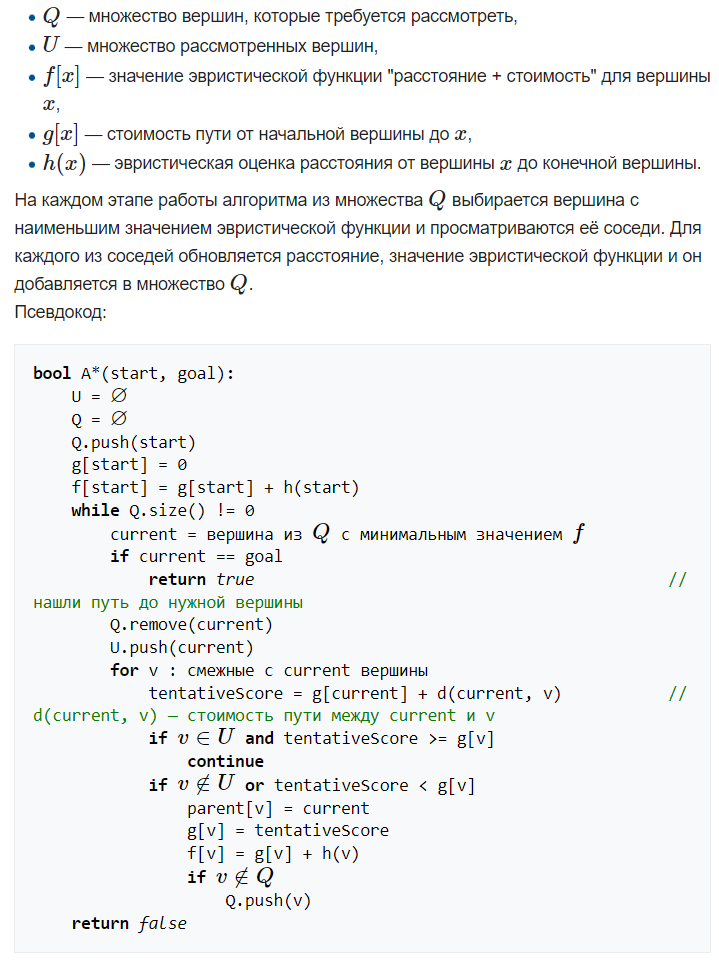 • Q — множество вершин, которые требуется рассмотреть,
• U — множество рассмотренных вершин,
• f[x] — значение эвристической функции "расстояние + стоимость" для вершины
x,
• g[x] — стоимость пути от начальной вершины до x,
• h(x) — эвристическая оценка расстояния от вершины x до конечной вершины.
На каждом этапе работы алгоритма из множества Q выбирается вершина с
наименьшим значением эвристической функции и просматриваются её соседи. Для
каждого из соседей обновляется расстояние, значение эвристической функции и он
добавляется в множество Q.
Псевдокод:
bool A*(start, goal):
    U = ∅
    Q = ∅
    Q.push(start)
    g[start] = 0
    f[start] = g[start] + h(start)
    while Q.size() != 0
        current = вершина из Q с минимальным значением f
        if current == goal
            return true                                           //
нашли путь до нужной вершины
        Q.remove(current)
        U.push(current)
        for v : смежные с current вершины
            tentativeScore = g[current] + d(current, v)           //
d(current, v) — стоимость пути между current и v
            if v ∈ U and tentativeScore >= g[v]
                continue
            if v ∉ U or tentativeScore < g[v]
                parent[v] = current
                g[v] = tentativeScore
                f[v] = g[v] + h(v)
                if v ∉ Q
                    Q.push(v)
    return false